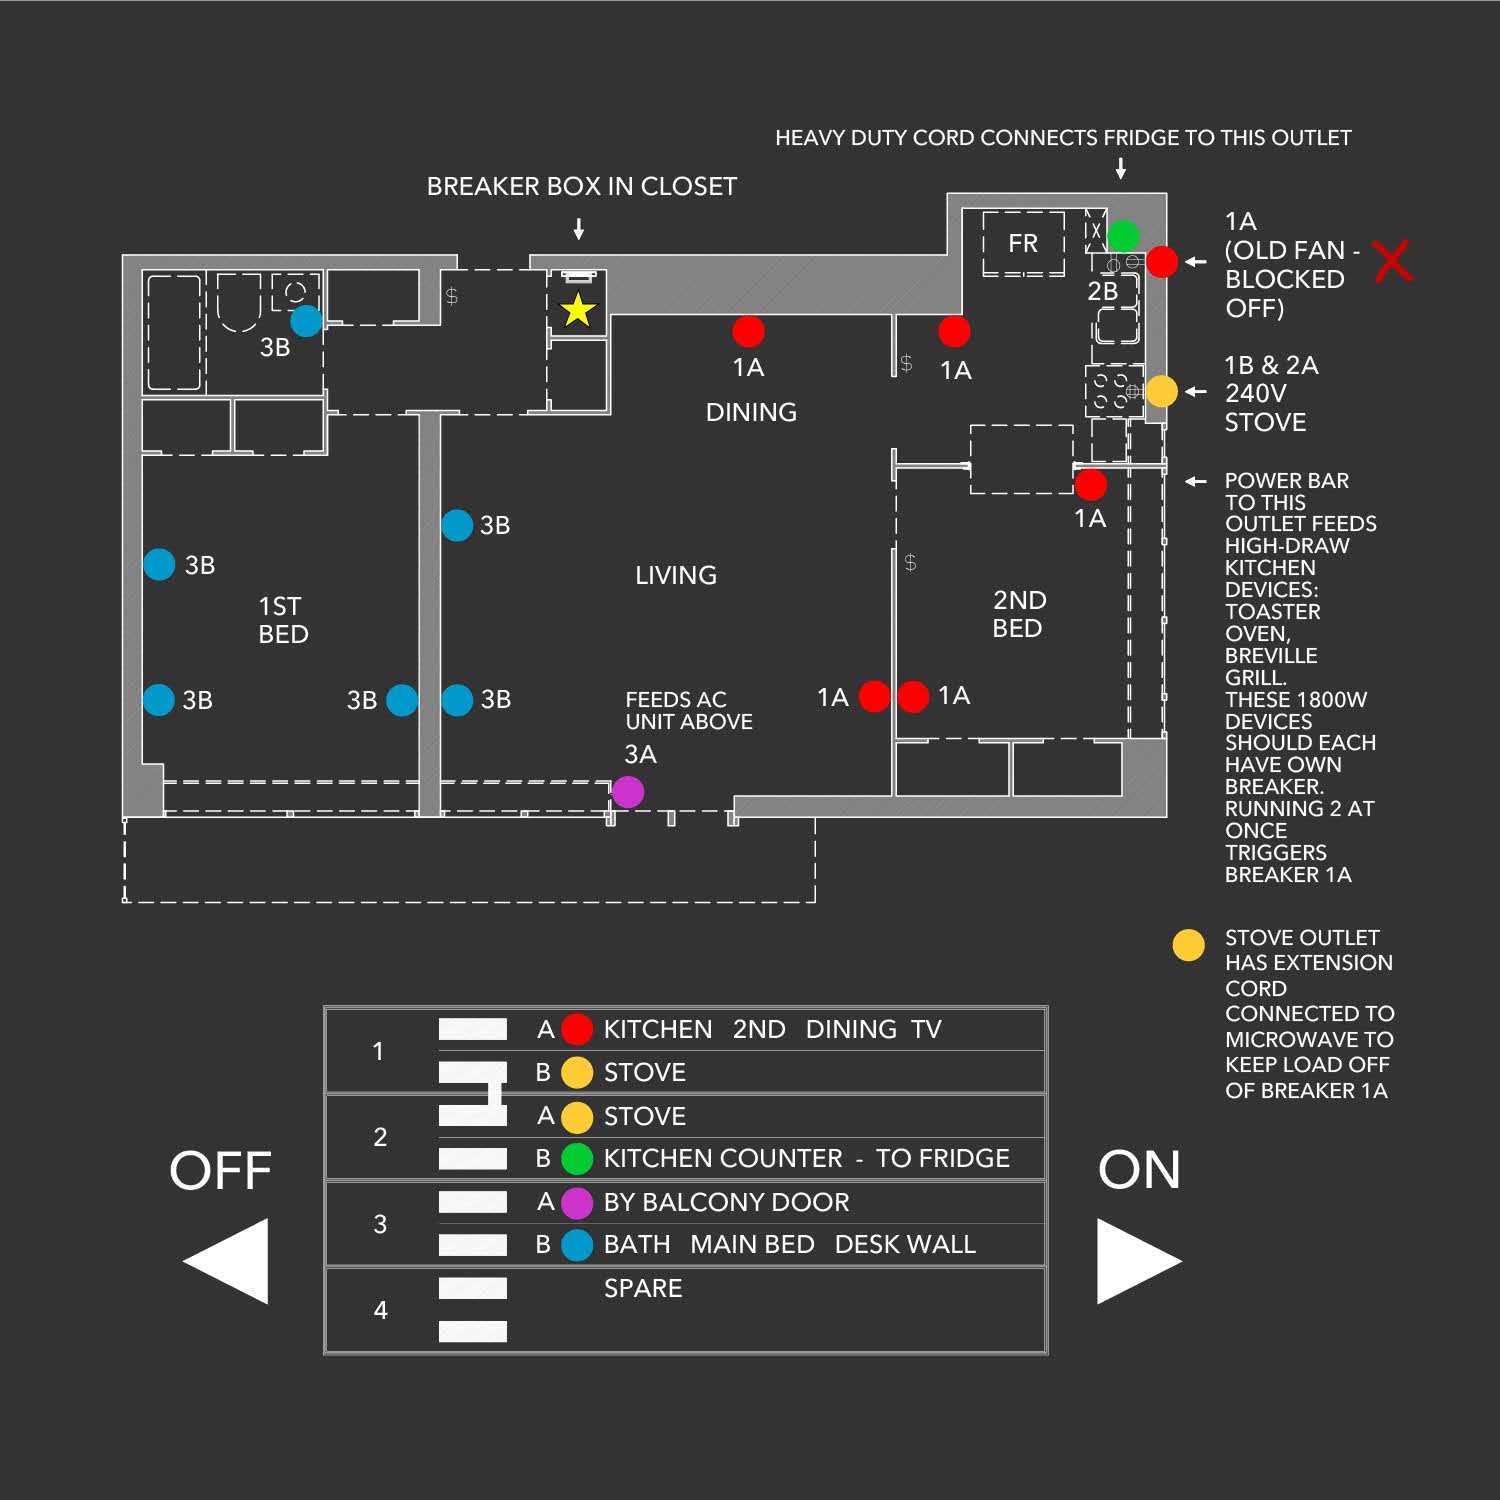 HEAVY DUTY CORD CONNECTS FRIDGE TO THIS OUTLET
BREAKER BOX IN CLOSET
1A
(OLD FAN -
BLOCKED
OFF)
FR
2B
$
3B
1A
$
1A
1B & 2A
240V
STOVE
DINING
POWER BAR
TO THIS
OUTLET FEEDS
HIGH-DRAW
KITCHEN
DEVICES:
TOASTER
OVEN,
BREVILLE
GRILL.
THESE 1800W
DEVICES
SHOULD EACH
HAVE OWN
BREAKER.
RUNNING 2 AT
ONCE
TRIGGERS
BREAKER 1A
1A
3B
3B
$
LIVING
1ST
BED
2ND
BED
3B
3B
3B
FEEDS AC
UNIT ABOVE
3A
1A
1A
STOVE OUTLET
HAS EXTENSION
CORD
CONNECTED TO
MICROWAVE TO
KEEP LOAD OFF
OF BREAKER 1A
1
A KITCHEN 2ND DINING TV
B STOVE
2
A STOVE
B KITCHEN COUNTER - TO FRIDGE
3
A BY BALCONY DOOR
B BATH MAIN BED DESK WALL
4
SPARE
OFF
ON